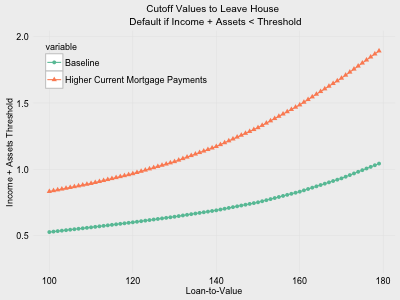 Cutoff Values to Leave House
Default if Income + Assets < Threshold
2.0
variable
Baseline
Higher Current Mortgage Payments
1.5
1.0
0.5
Income + Assets Threshold
100 120 140 160 180
Loan-to-Value